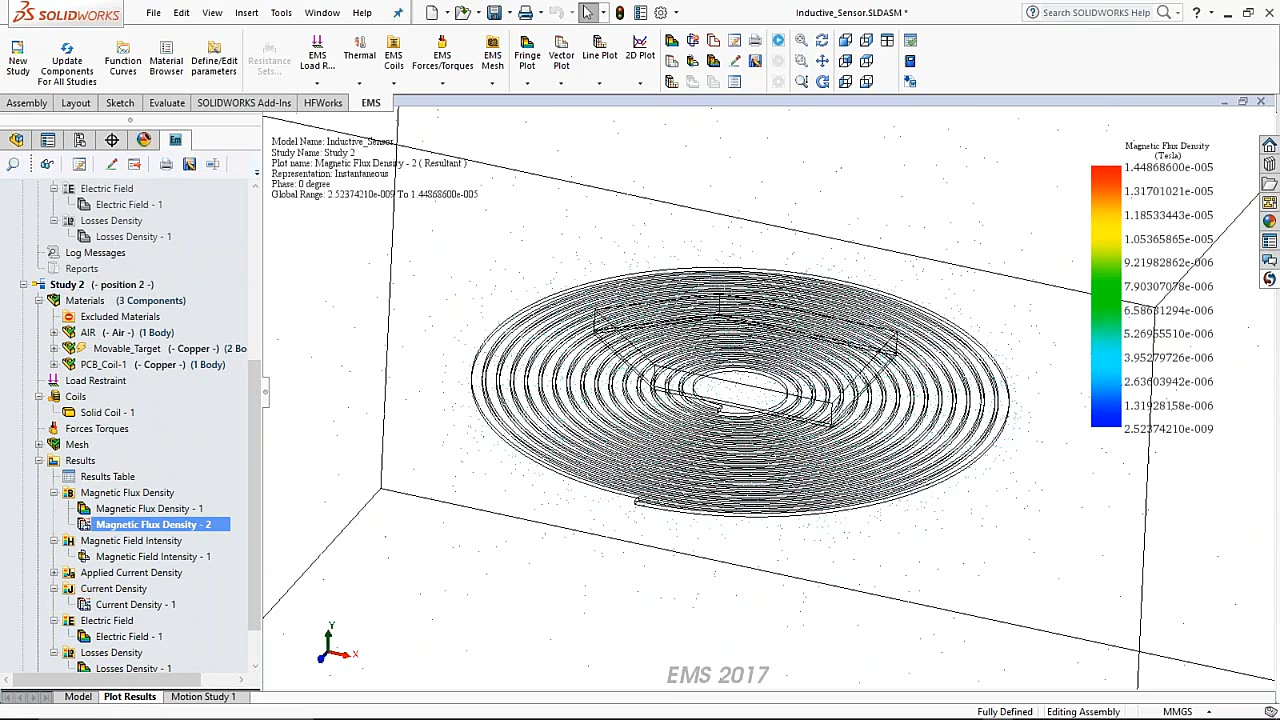 SOLIDWORKS
File Edit View Insert Tools Window Help
Inductive_Sensor.SLDASM *
Search SOLIDWORKS Help
New Study
Update Components For All Studies
Function Curves
Material Browser
Define/Edit parameters
Resistance Sets...
EMS Load R...
Thermal
EMS Coils
EMS Forces/Torques
EMS Mesh
Fringe Plot
Vector Plot
Line Plot
2D Plot
Assembly Layout Sketch Evaluate SOLIDWORKS Add-Ins HFWorks EMS
Electric Field
Electric Field - 1
Losses Density
Losses Density - 1
Log Messages
Reports
Study 2 (- position 2 -)
Materials (3 Components)
Excluded Materials
AIR (- Air -) (1 Body)
Movable_Target (- Copper -) (2 Bo
PCB_Coil-1 (- Copper -) (1 Body)
Load Restraint
Coils
Solid Coil - 1
Forces Torques
Mesh
Results
Results Table
Magnetic Flux Density
Magnetic Flux Density - 1
Magnetic Flux Density - 2
Magnetic Field Intensity
Magnetic Field Intensity - 1
Applied Current Density
Current Density
Current Density - 1
Electric Field
Electric Field - 1
Losses Density
Losses Density - 1
Model Name: Inductive_Sensor
Study Name: Study 2
Plot name: Magnetic Flux Density - 2 ( Resultant )
Representation: Instantaneous
Phase: 0 degree
Global Range: 2.52374210e-009 To 1.44868600e-005
Magnetic Flux Density
(Tesla)
1.44868600e-005
1.31701021e-005
1.18533443e-005
1.05365865e-005
9.21982862e-006
7.90307078e-006
6.58631294e-006
5.26955510e-006
3.95279726e-006
2.63603942e-006
1.31928158e-006
2.52374210e-009
Y
X
EMS 2017
Model Plot Results Motion Study 1
Fully Defined Editing Assembly MMGS